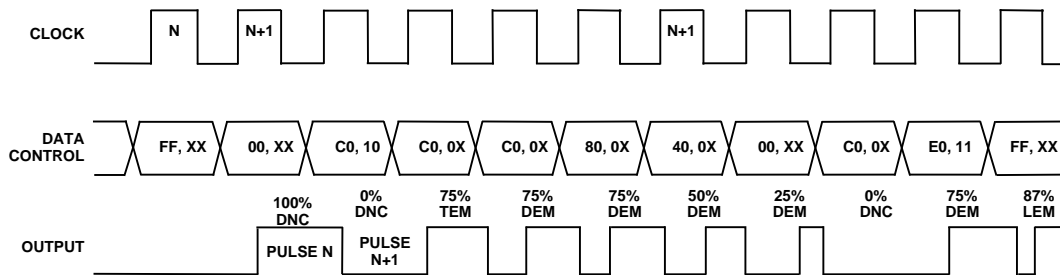 CLOCK N N+1 N+1
DATA
CONTROL
FF, XX 00, XX C0, 10 C0, 0X C0, 0X 80, 0X 40, 0X 00, XX C0, 0X E0, 11 FF, XX
100% 0% 75% 75% 75% 50% 25% 0% 75% 87%
DNC DNC TEM DEM DEM DEM DEM DNC DEM LEM
OUTPUT PULSE N PULSE
N+1